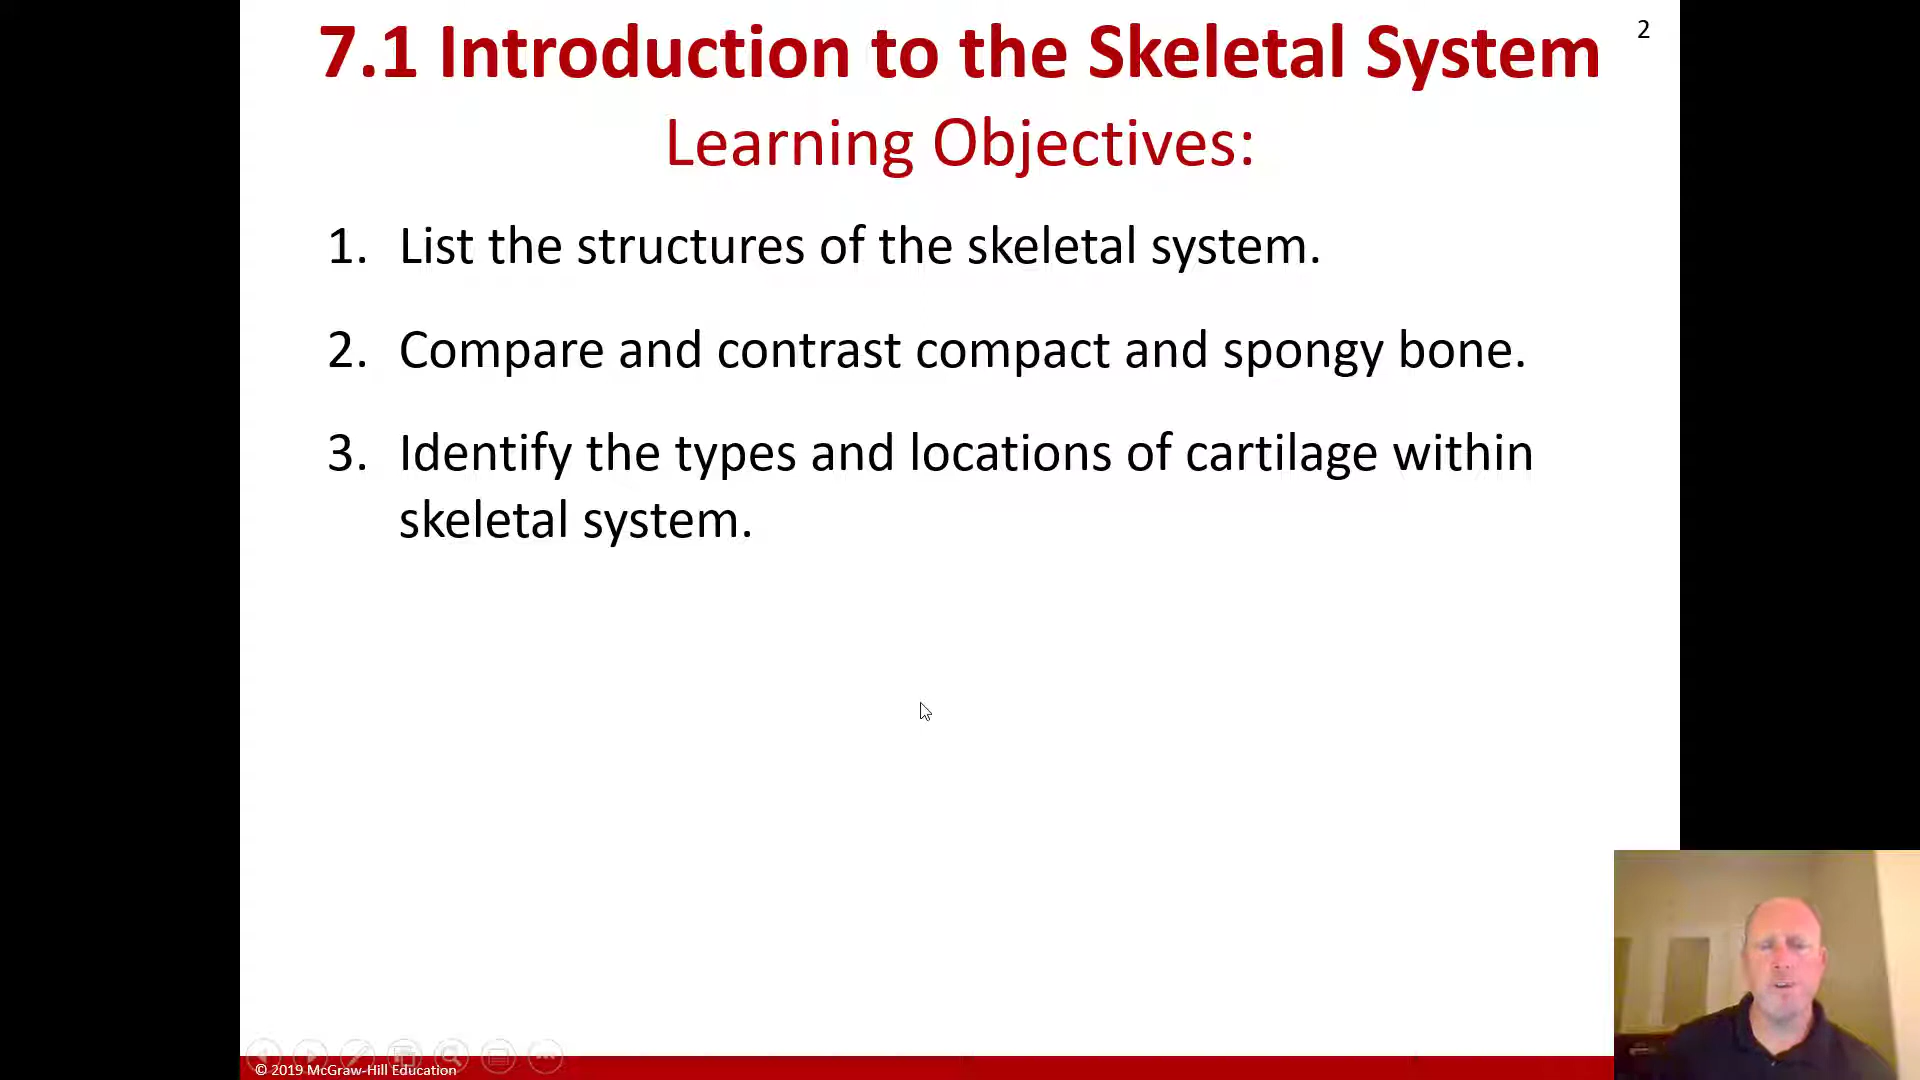 7.1 Introduction to the Skeletal System
2
Learning Objectives:
1. List the structures of the skeletal system.
2. Compare and contrast compact and spongy bone.
3. Identify the types and locations of cartilage within
skeletal system.
© 2019 McGraw-Hill Education